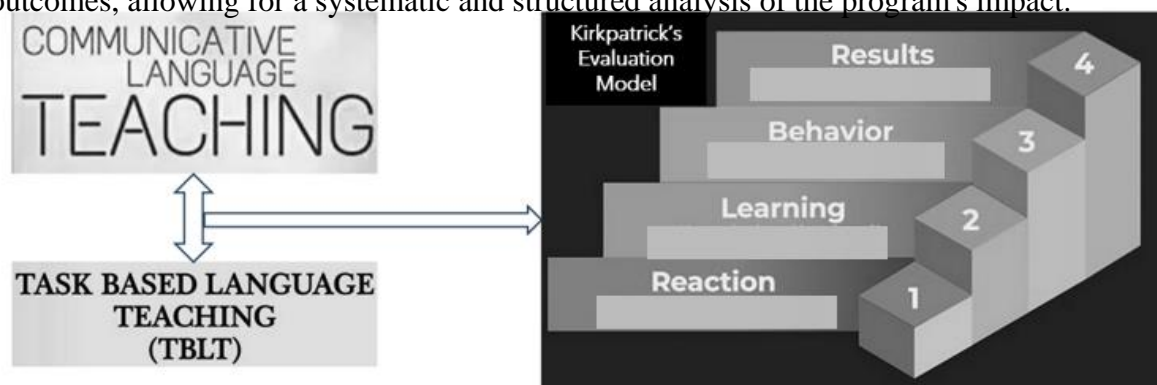 outcomes, allowing for a systematic and structured analysis of the program's impact.
COMMUNICATIVE
LANGUAGE
TEACHING
TASK BASED LANGUAGE
TEACHING
(TBLT)
Kirkpatrick's
Evaluation
Model
Results
4
Behavior
3
Learning
2
Reaction
1